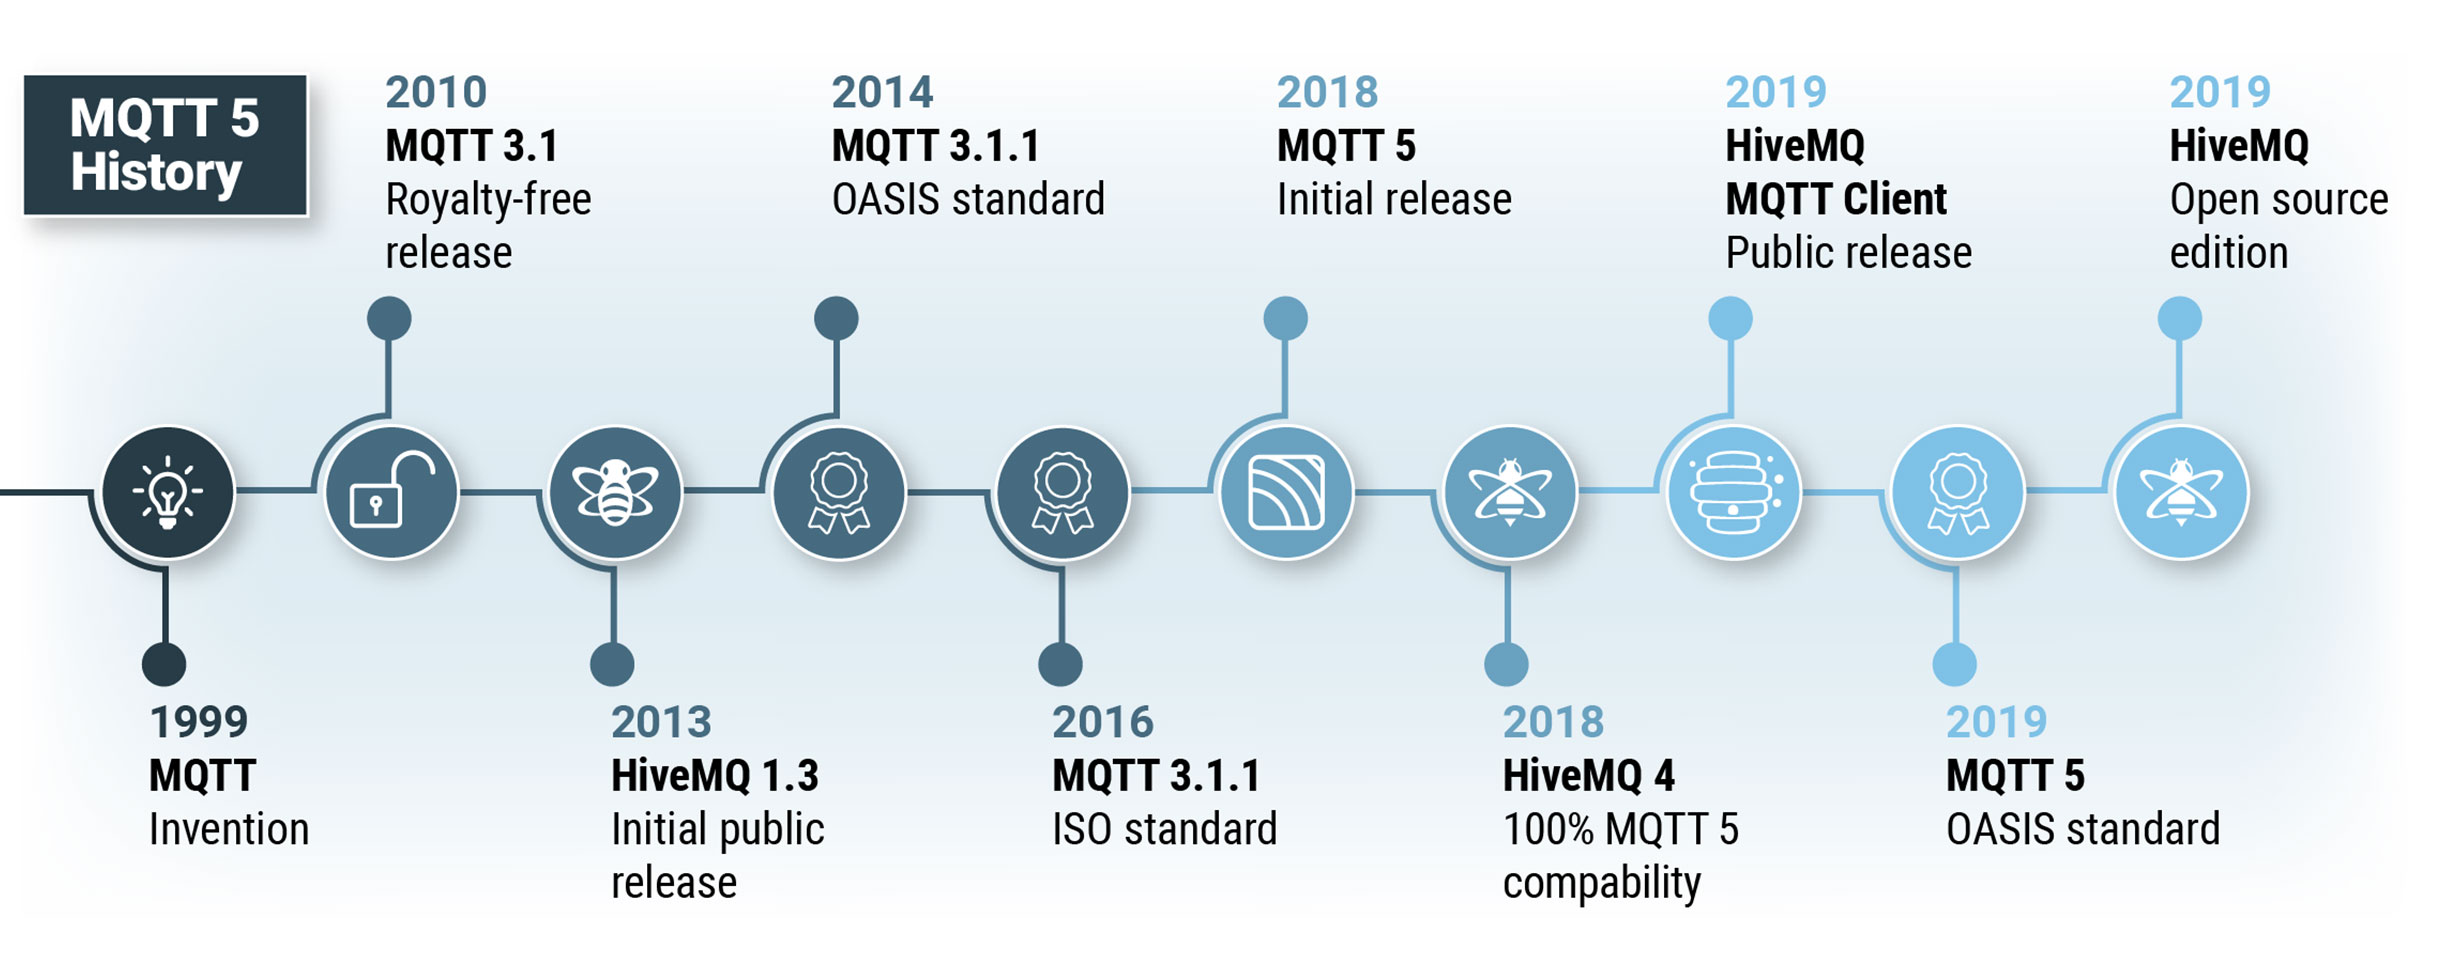 MQTT 5
History
2010
MQTT 3.1
Royalty-free
release
2014
MQTT 3.1.1
OASIS standard
2018
MQTT 5
Initial release
2019
HiveMQ
MQTT Client
Public release
2019
HiveMQ
Open source
edition
1999
MQTT
Invention
2013
HiveMQ 1.3
Initial public
release
2016
MQTT 3.1.1
ISO standard
2018
HiveMQ 4
100% MQTT 5
compability
2019
MQTT 5
OASIS standard